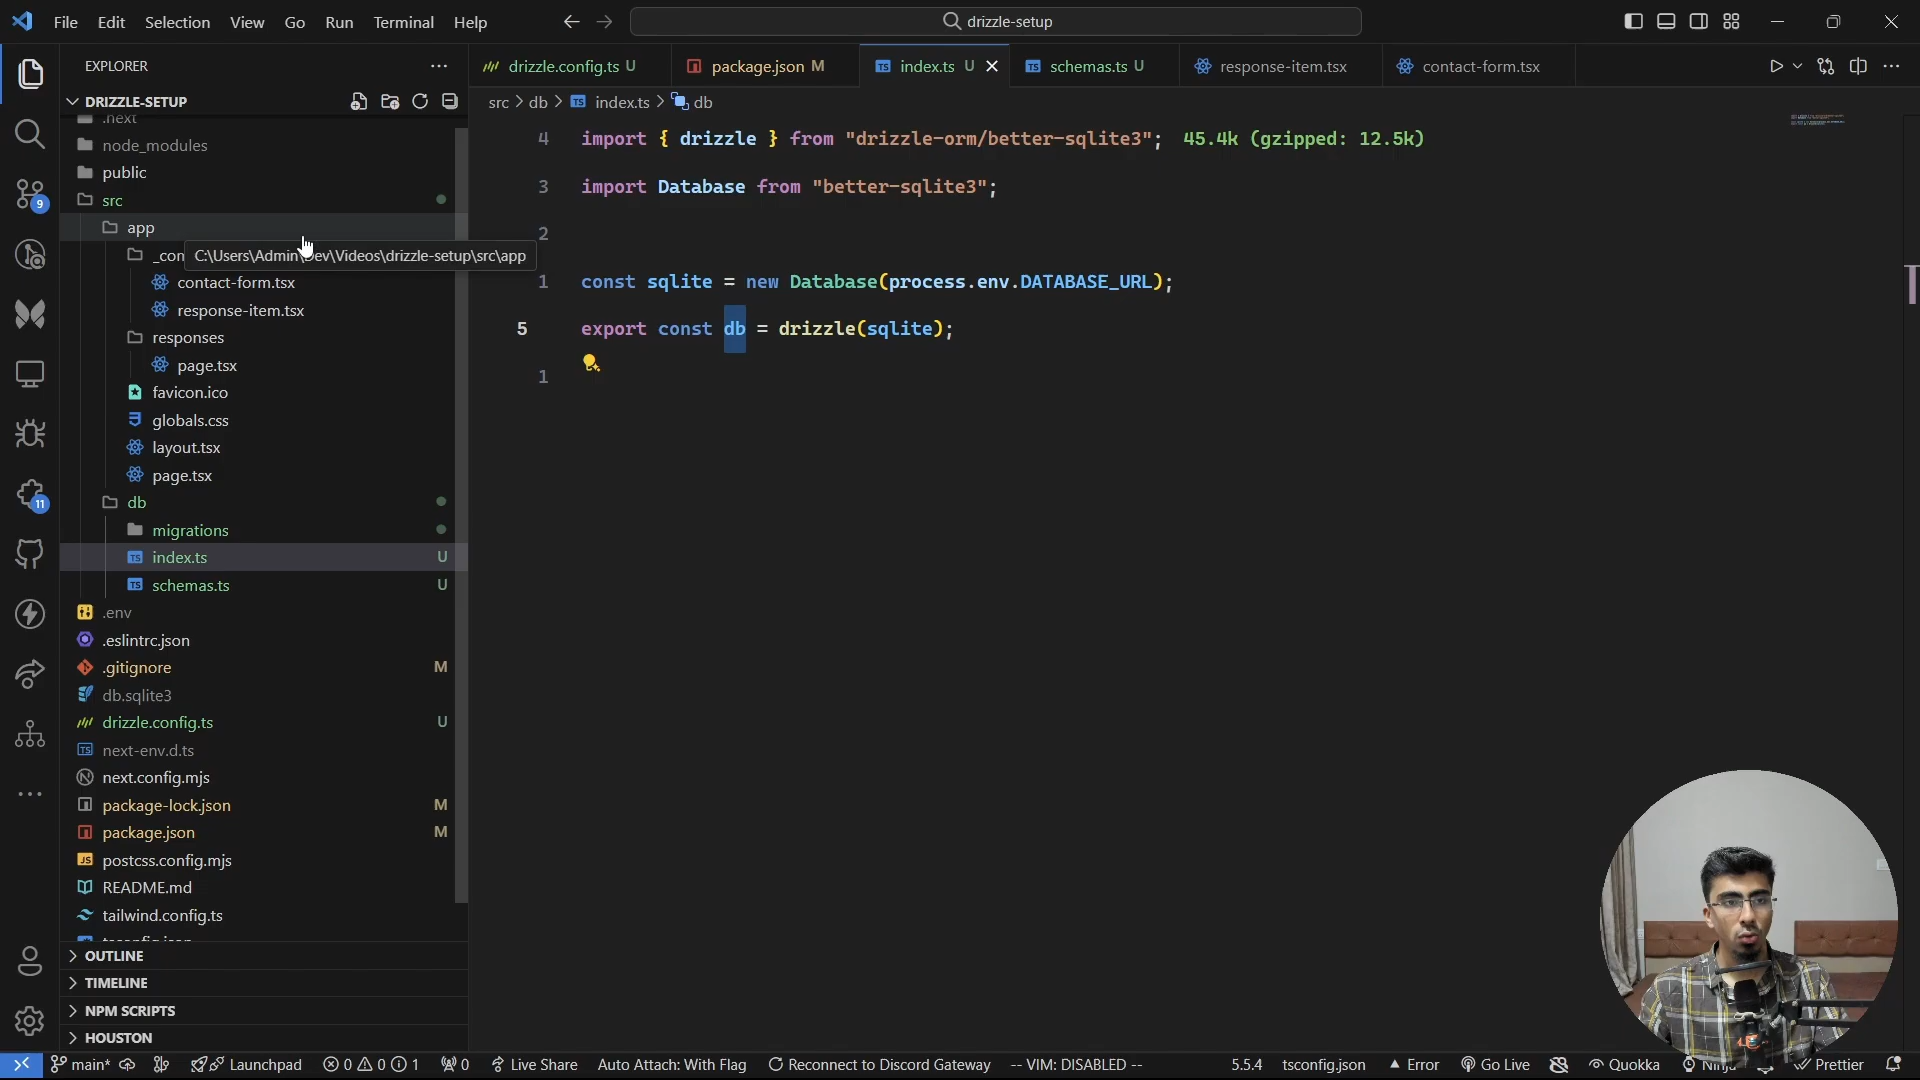 File Edit Selection View Go Run Terminal Help
drizzle-setup
EXPLORER
drizzle.config.ts U
package.json M
index.ts U
schemas.ts U
response-item.tsx
contact-form.tsx
DRIZZLE-SETUP
src > db > index.ts > db
.next
node_modules
public
src
app
_con
C:\Users\Admin\Dev\Videos\drizzle-setup\src\app
contact-form.tsx
response-item.tsx
responses
page.tsx
favicon.ico
globals.css
layout.tsx
page.tsx
db
migrations
index.ts U
schemas.ts U
.env
.eslintrc.json
.gitignore M
db.sqlite3
drizzle.config.ts U
next-env.d.ts
next.config.mjs
package-lock.json M
package.json M
postcss.config.mjs
README.md
tailwind.config.ts
tsconfig.json
OUTLINE
TIMELINE
NPM SCRIPTS
HOUSTON
9
11
4 import { drizzle } from "drizzle-orm/better-sqlite3"; 45.4k (gzipped: 12.5k)
3 import Database from "better-sqlite3";
2
1 const sqlite = new Database(process.env.DATABASE_URL);
5 export const db = drizzle(sqlite);
1
main* Launchpad 0 0 1 0 Live Share Auto Attach: With Flag Reconnect to Discord Gateway -- VIM: DISABLED -- 5.5.4 tsconfig.json Error Go Live Quokka Ninja Prettier